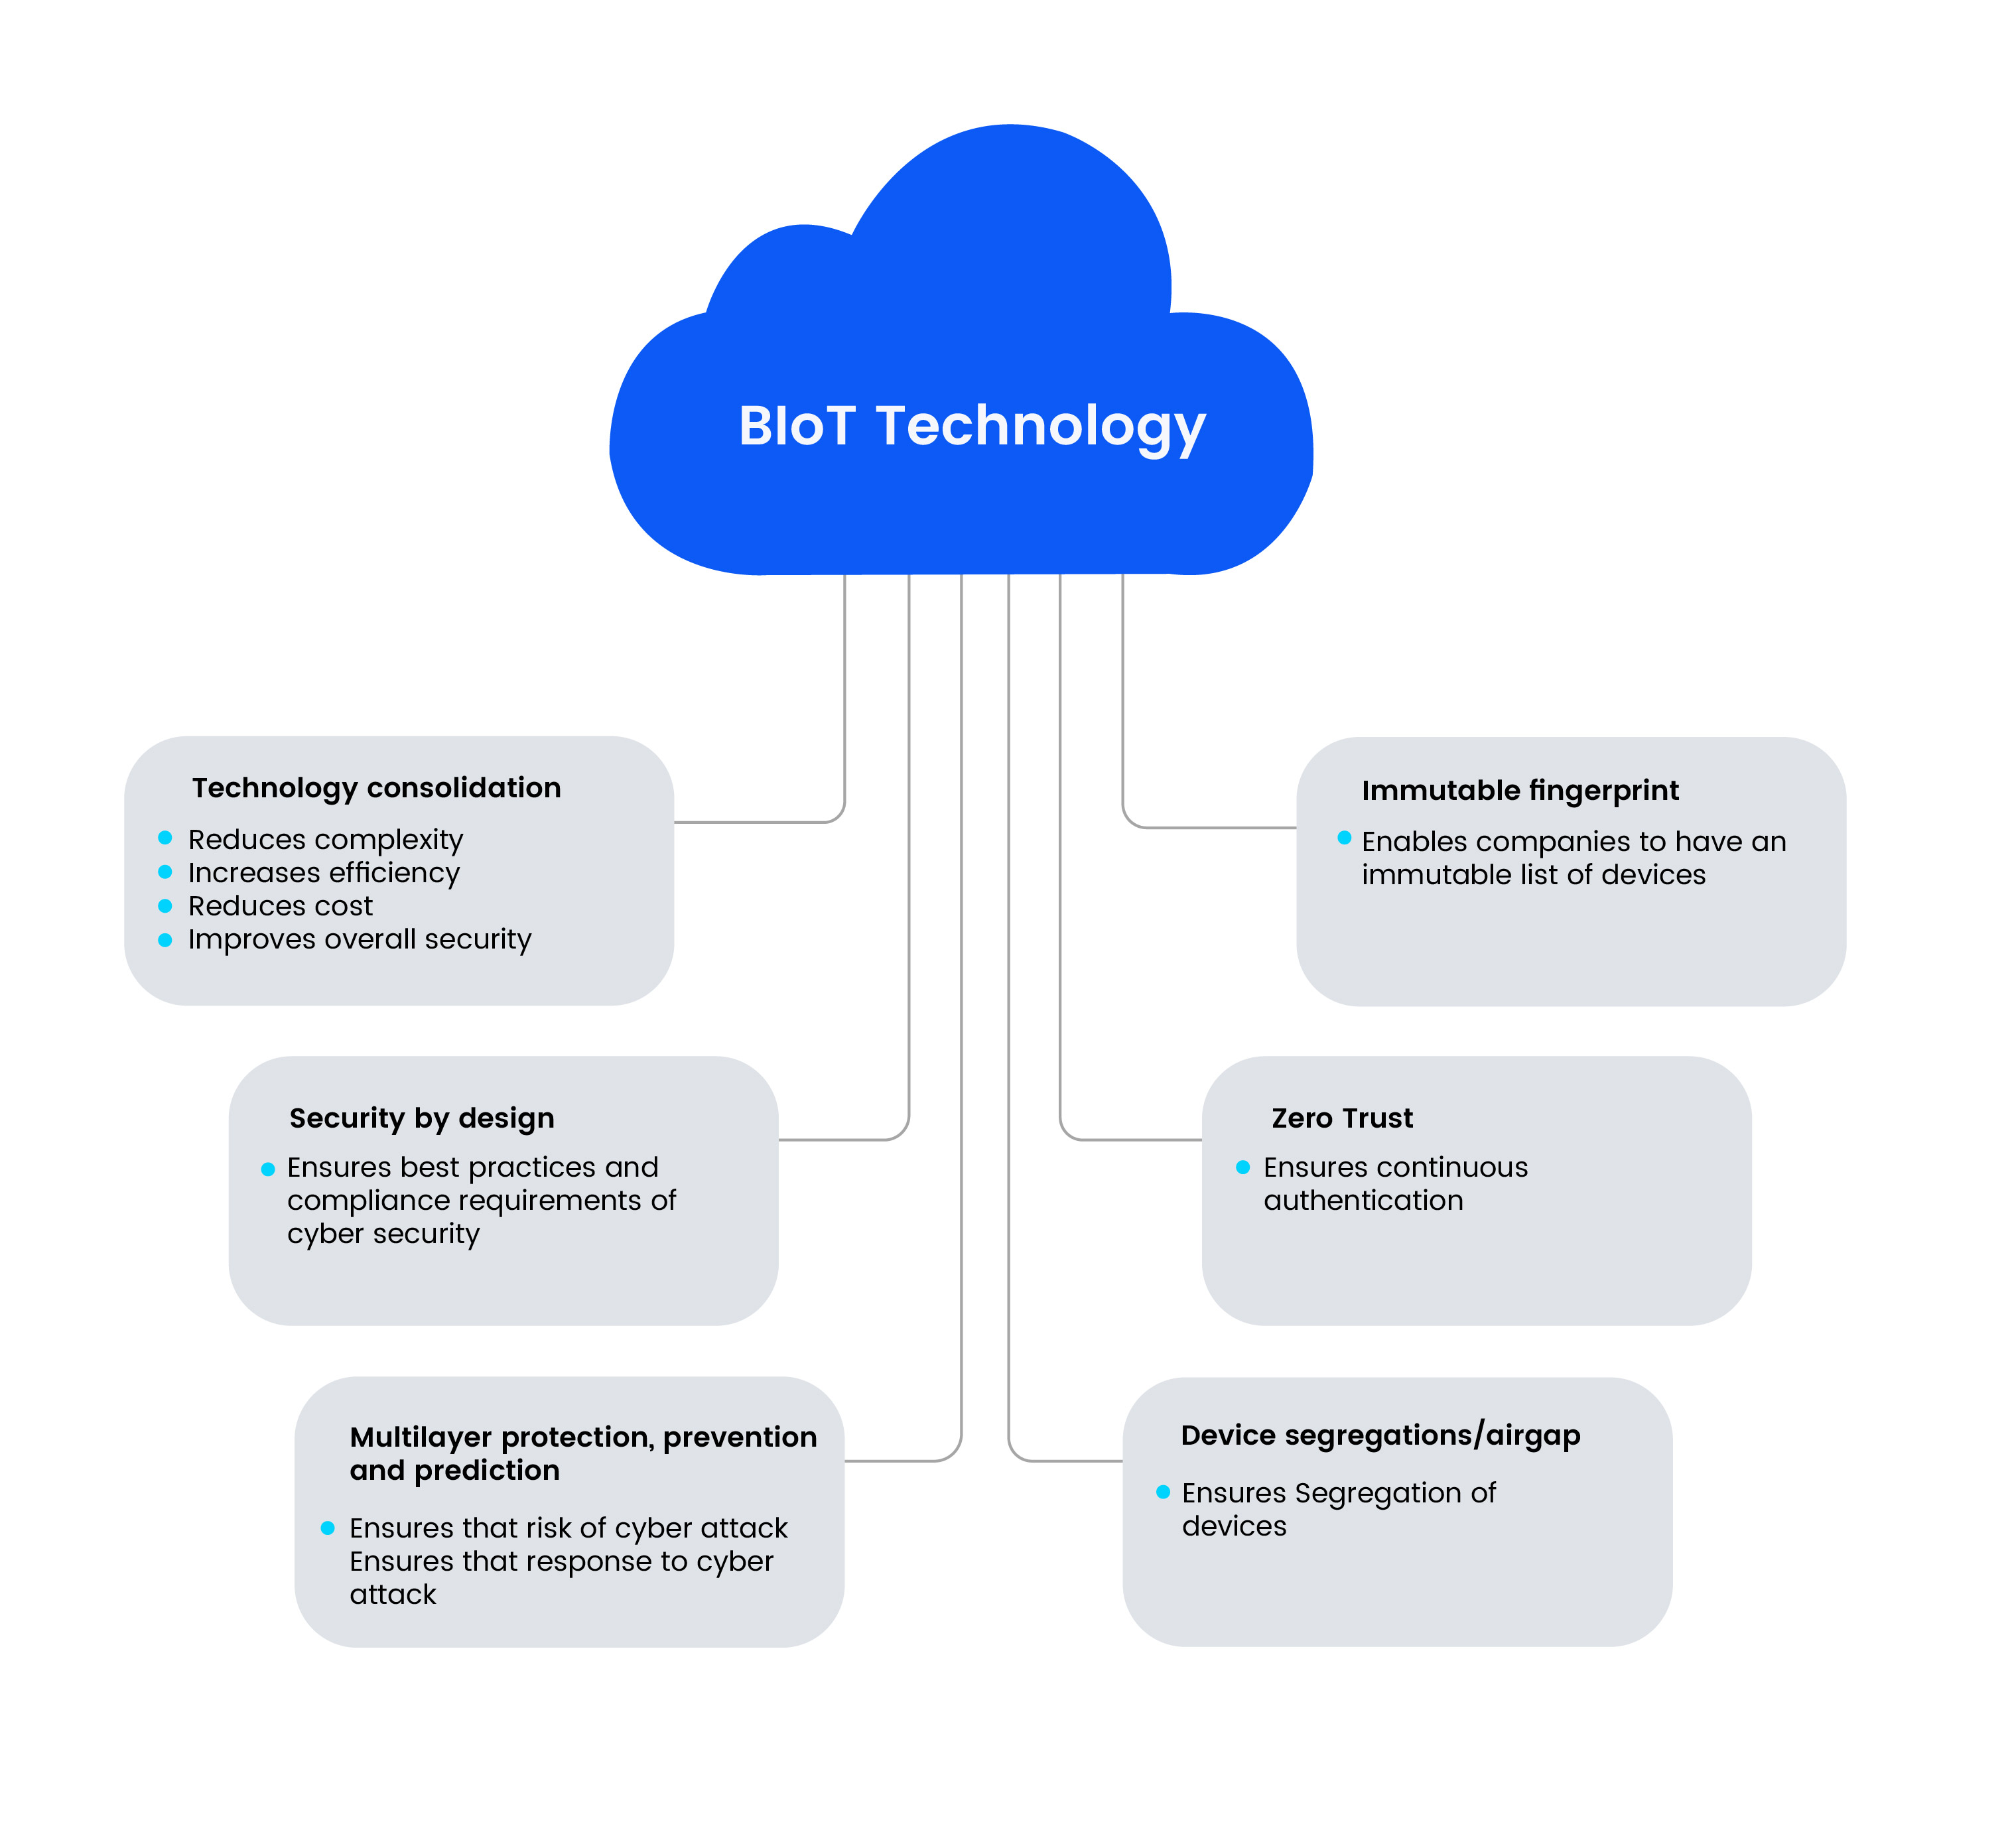 BIoT Technology
Technology consolidation
Reduces complexity
Increases efficiency
Reduces cost
Improves overall security
Immutable fingerprint
Enables companies to have an
immutable list of devices
Security by design
Ensures best practices and
compliance requirements of
cyber security
Zero Trust
Ensures continuous
authentication
Multilayer protection, prevention
and prediction
Ensures that risk of cyber attack
Ensures that response to cyber
attack
Device segregations/airgap
Ensures Segregation of
devices